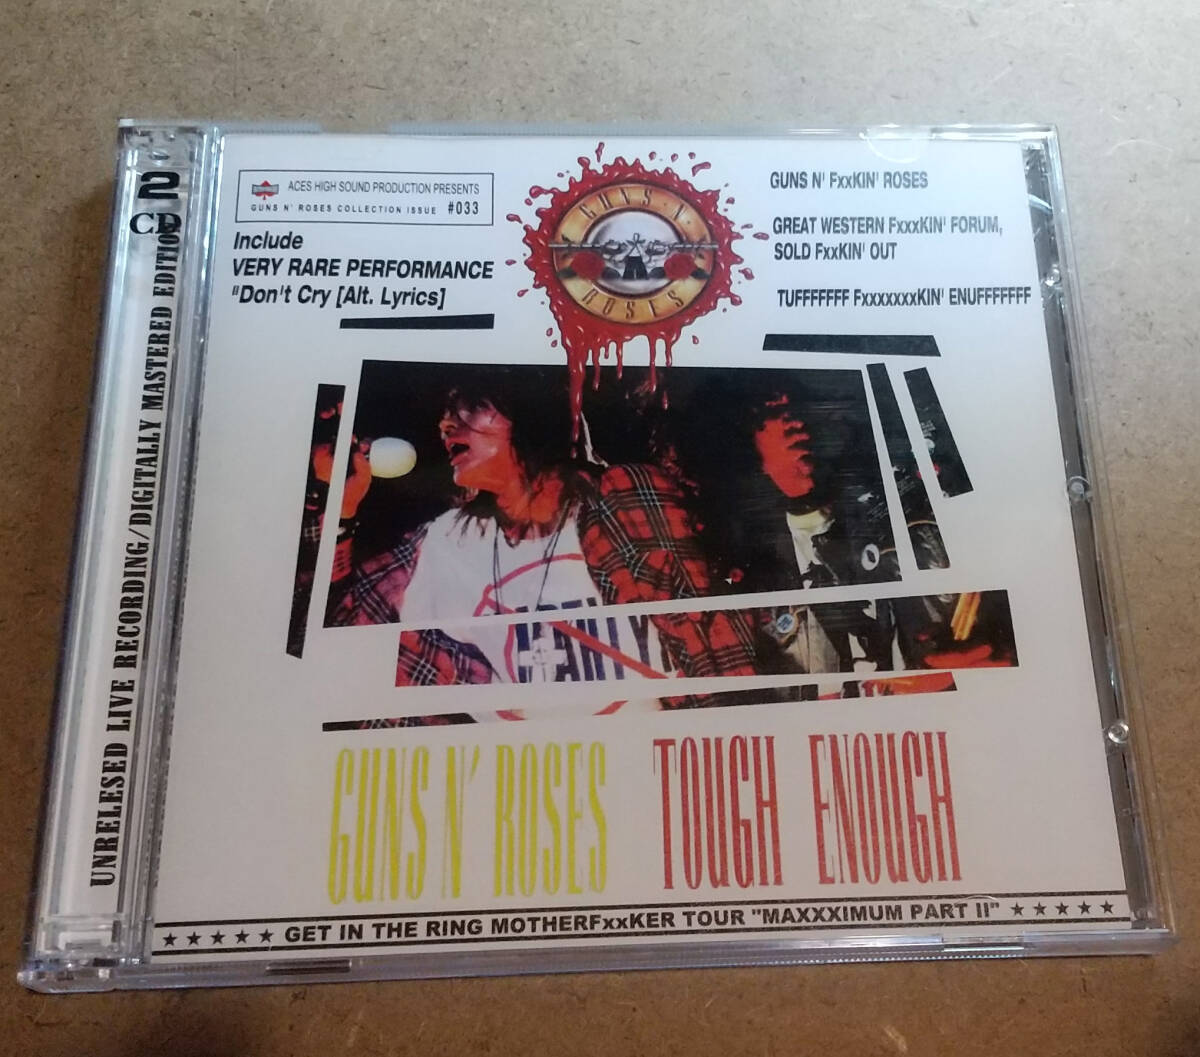 2
CD
UNRELESED LIVE RECORDING/DIGITALLY MASTERED EDITION
ACES HIGH SOUND PRODUCTION PRESENTS
GUNS N' ROSES COLLECTION ISSUE #033
Include
VERY RARE PERFORMANCE
"Don't Cry [Alt. Lyrics]
GUNS N'
ROSES
GUNS N' FxxKIN' ROSES
GREAT WESTERN FxxxKIN' FORUM,
SOLD FxxKIN' OUT
TUFFFFFFF FxxxxxxxKIN' ENUFFFFFFF
GUNS N' ROSES TOUGH ENOUGH
★★★★★ GET IN THE RING MOTHERFxxKER TOUR "MAXXXIMUM PART II" ★★★★★